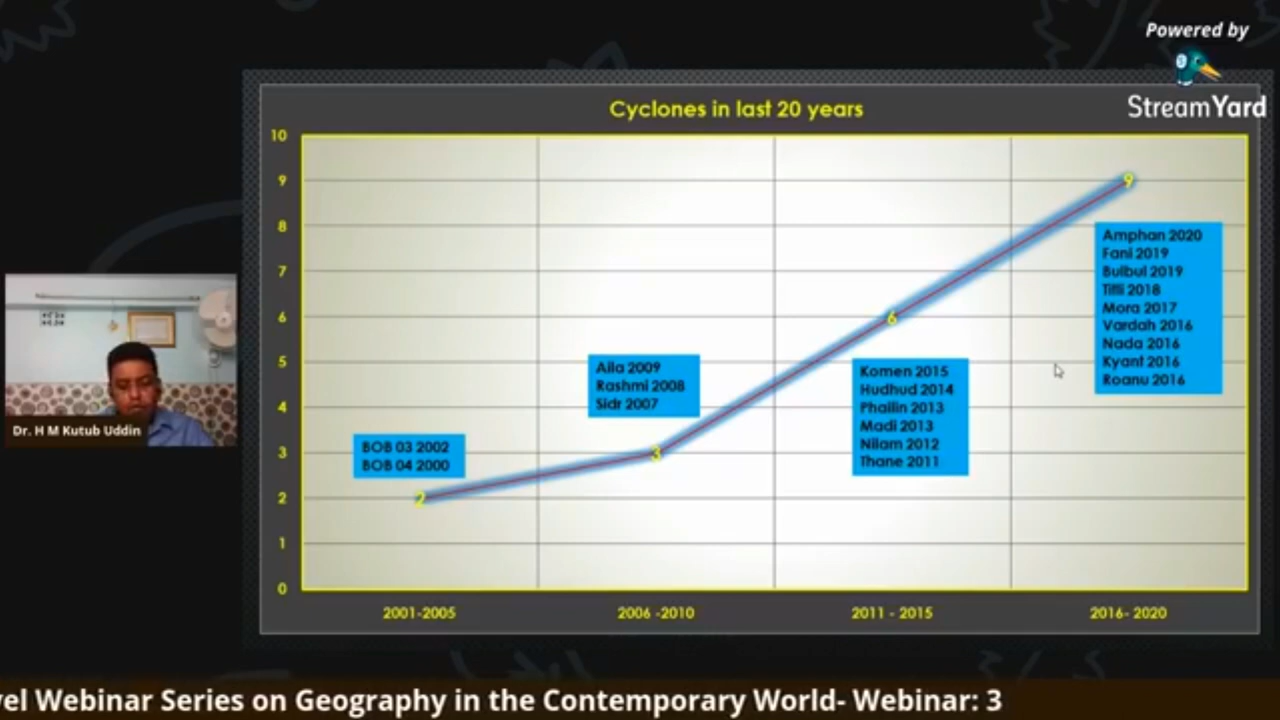 Powered by
StreamYard
Cyclones in last 20 years
10
9
8
7
6
5
4
3
2
1
0
2
3
6
9
BOB 03 2002
BOB 04 2000
Aila 2009
Rashmi 2008
Sidr 2007
Komen 2015
Hudhud 2014
Phailin 2013
Madi 2013
Nilam 2012
Thane 2011
Amphan 2020
Fani 2019
Bulbul 2019
Titli 2018
Mora 2017
Vardah 2016
Nada 2016
Kyant 2016
Roanu 2016
2001-2005
2006 -2010
2011 - 2015
2016- 2020
Dr. H M Kutub Uddin
vel Webinar Series on Geography in the Contemporary World- Webinar: 3